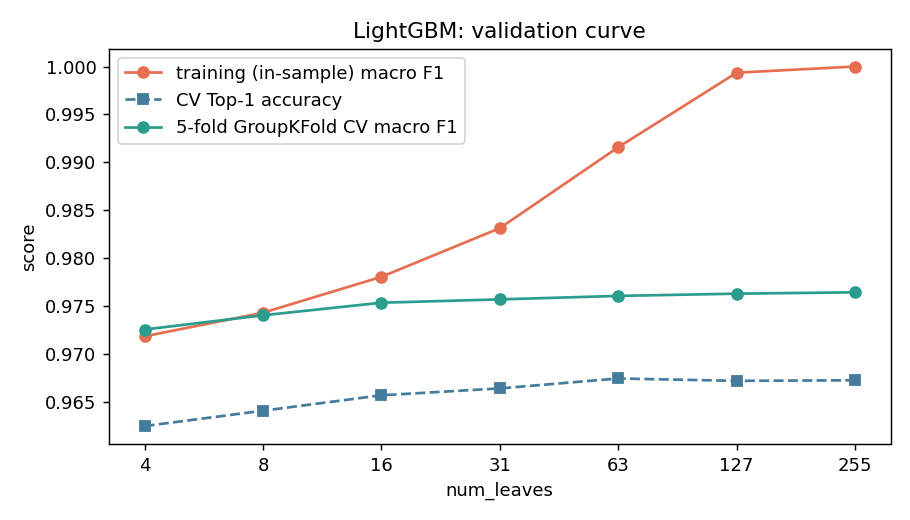 LightGBM: validation curve
training (in-sample) macro F1
CV Top-1 accuracy
5-fold GroupKFold CV macro F1
1.000
0.995
0.990
0.985
0.980
0.975
0.970
0.965
score
4 8 16 31 63 127 255
num_leaves